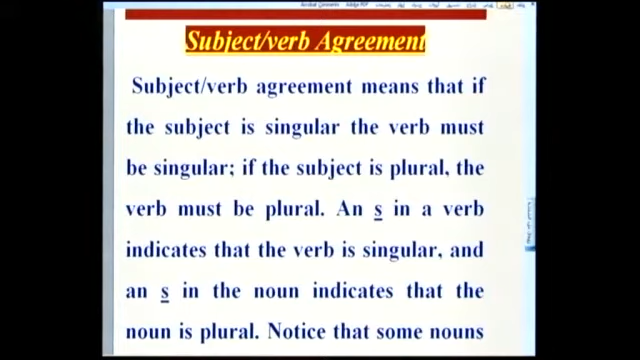 Subject/verb Agreement
Subject/verb agreement means that if
the subject is singular the verb must
be singular; if the subject is plural, the
verb must be plural. An s in a verb
indicates that the verb is singular, and
an s in the noun indicates that the
noun is plural. Notice that some nouns